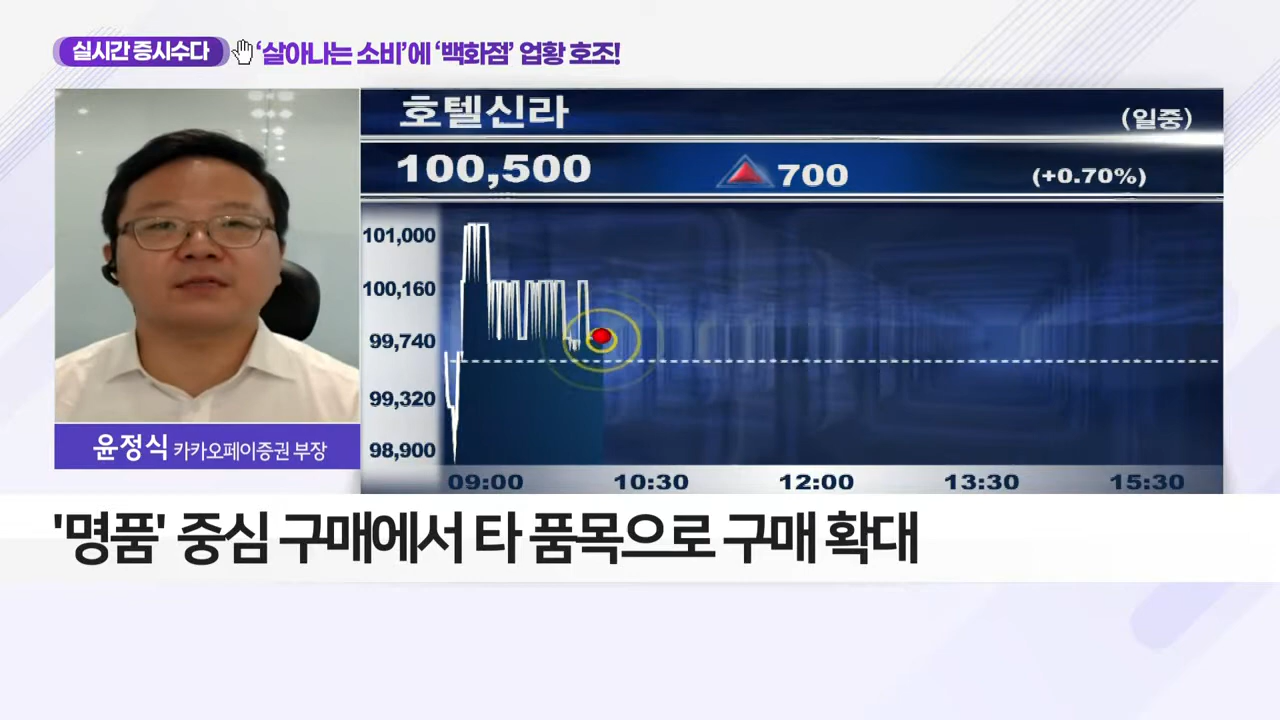 실시간 증시수다
‘살아나는 소비’에 ‘백화점’ 업황 호조!
호텔신라
(일중)
100,500
700
(+0.70%)
101,000
100,160
99,740
99,320
98,900
09:00 10:30 12:00 13:30 15:30
윤정식 카카오페이증권 부장
'명품' 중심 구매에서 타 품목으로 구매 확대